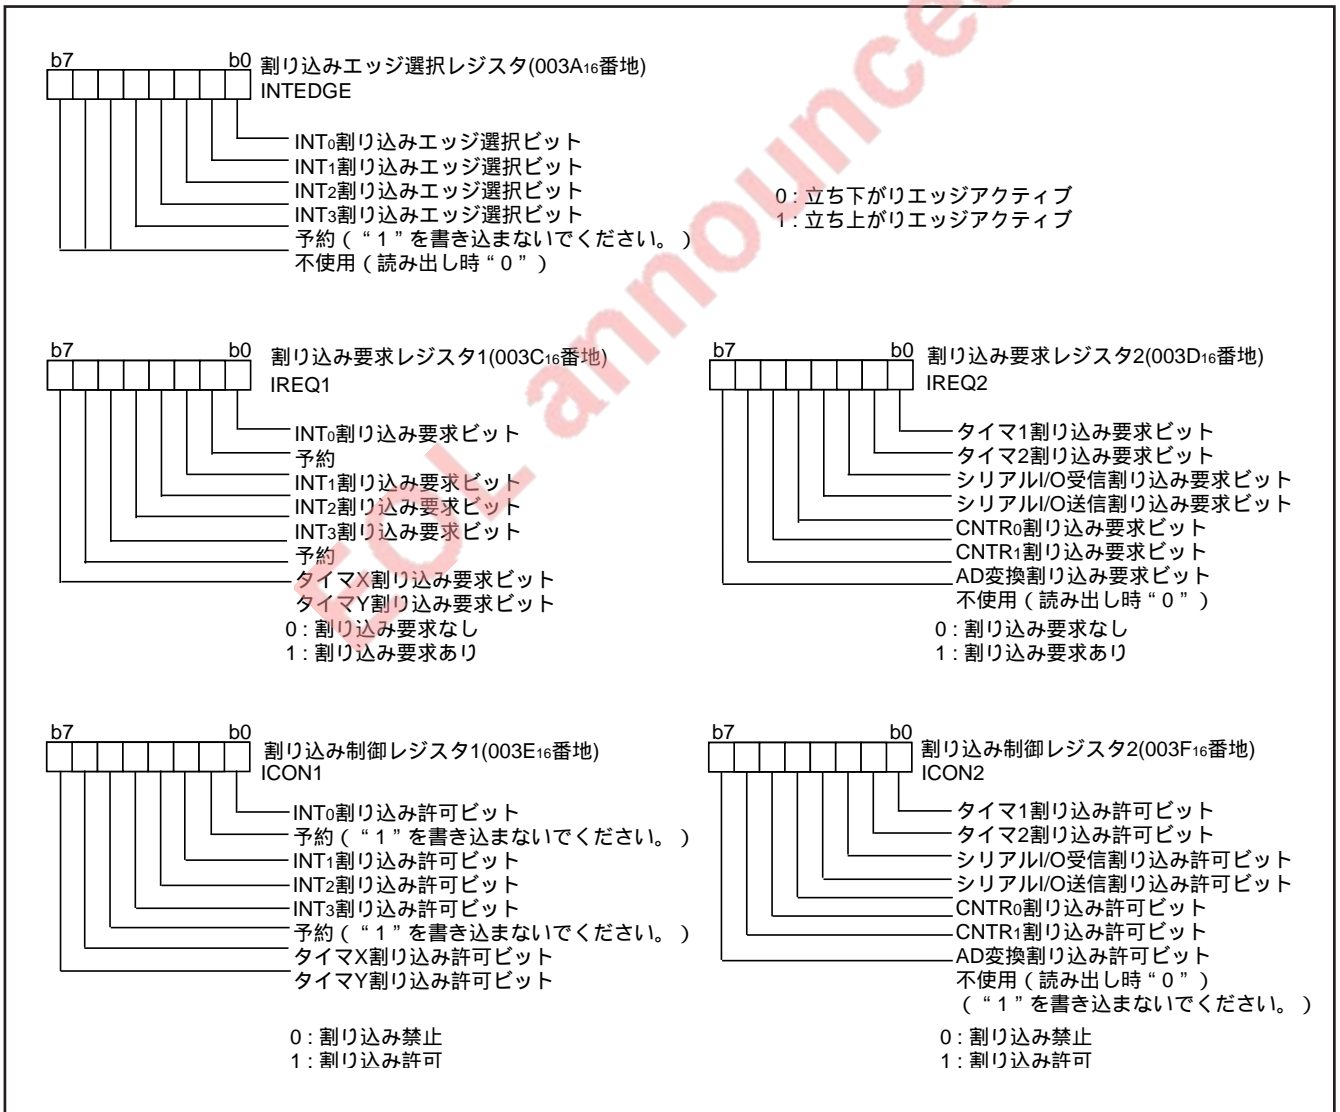 b7 b0 割り込みエッジ選択レジスタ(003A16番地)
INTEDGE
INT0割り込みエッジ選択ビット
INT1割り込みエッジ選択ビット
INT2割り込みエッジ選択ビット
INT3割り込みエッジ選択ビット
予約(“1”を書き込まないでください。)
不使用(読み出し時“0”)
0:立ち下がりエッジアクティブ
1:立ち上がりエッジアクティブ
b7 b0 割り込み要求レジスタ1(003C16番地)
IREQ1
INT0割り込み要求ビット
予約
INT1割り込み要求ビット
INT2割り込み要求ビット
INT3割り込み要求ビット
予約
タイマX割り込み要求ビット
タイマY割り込み要求ビット
0:割り込み要求なし
1:割り込み要求あり
b7 b0 割り込み要求レジスタ2(003D16番地)
IREQ2
タイマ1割り込み要求ビット
タイマ2割り込み要求ビット
シリアルI/O受信割り込み要求ビット
シリアルI/O送信割り込み要求ビット
CNTR0割り込み要求ビット
CNTR1割り込み要求ビット
AD変換割り込み要求ビット
不使用(読み出し時“0”)
0:割り込み要求なし
1:割り込み要求あり
b7 b0 割り込み制御レジスタ1(003E16番地)
ICON1
INT0割り込み許可ビット
予約(“1”を書き込まないでください。)
INT1割り込み許可ビット
INT2割り込み許可ビット
INT3割り込み許可ビット
予約(“1”を書き込まないでください。)
タイマX割り込み許可ビット
タイマY割り込み許可ビット
0:割り込み禁止
1:割り込み許可
b7 b0 割り込み制御レジスタ2(003F16番地)
ICON2
タイマ1割り込み許可ビット
タイマ2割り込み許可ビット
シリアルI/O受信割り込み許可ビット
シリアルI/O送信割り込み許可ビット
CNTR0割り込み許可ビット
CNTR1割り込み許可ビット
AD変換割り込み許可ビット
不使用(読み出し時“0”)
(“1”を書き込まないでください。)
0:割り込み禁止
1:割り込み許可
EOL announced